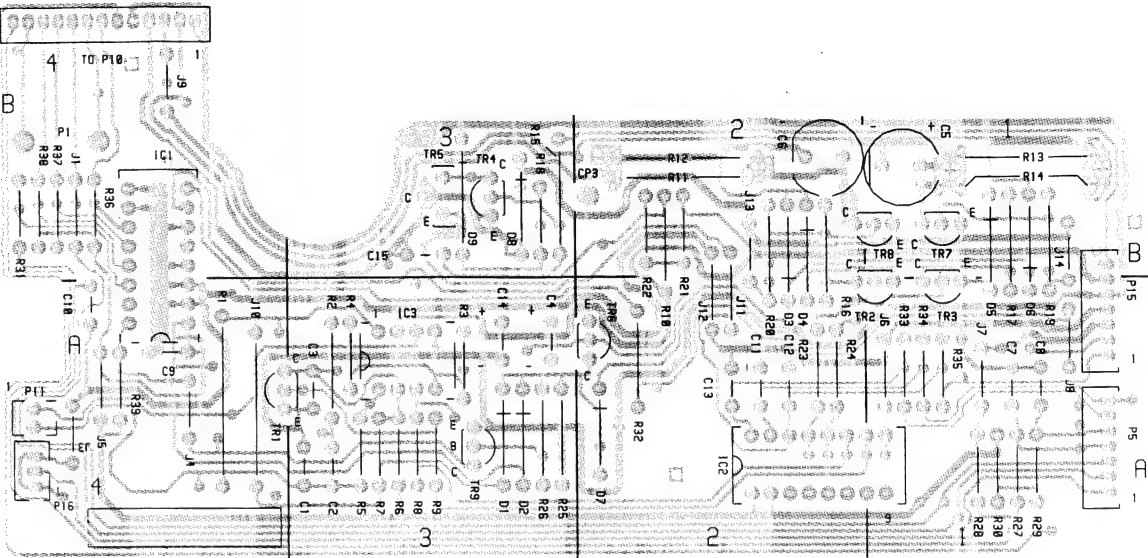 4 TO P10 1
J9
B
P1
R38 R37 J1 IC1
R36
R31
C10
A
C9
1 P11
R39
J5
J3
P16
4
R1 J10
3
TR5 TR4 C
R15
R18
C
E
E
D9 D8
C15
R2 R4 IC3 R3 + C14 + C4
C3
C
E
TR1
E
B
C
TR9
C1 C2 R5 R7 R6 R8 R9 D1 D2 R26 R25
3
2
CP3
R12
R11
C6
- + C5
1
R13
R14
J13
C E C E
TR8 TR7
C E C E
TR2 TR3
B
J14
P15
E
TR6
C
R22 R21
R10
J12 J11
R20 D3 D4 R16
R23
J6 R33 R34
D5 R17 D6 R19
J7
C11 C12 R24 R35 C7 C8
1
C13
J8
R32
IC2
P5
A
D7
1
2
1
R28 R30 R27 R29